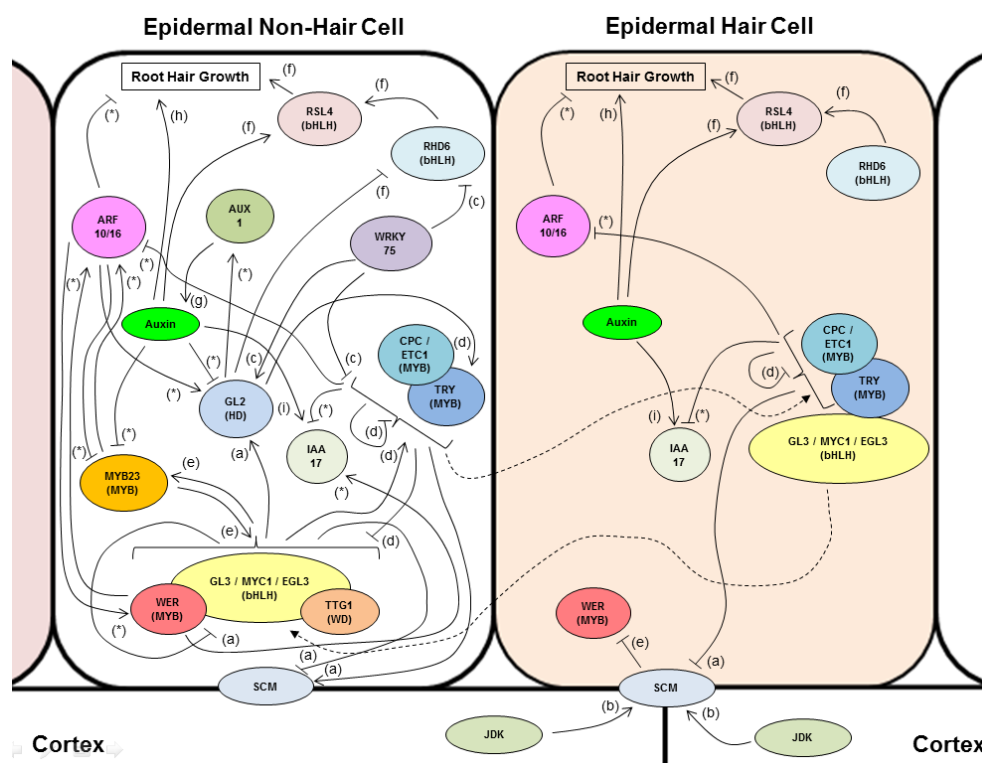 Epidermal Non-Hair Cell
Epidermal Hair Cell
Root Hair Growth
(f)
(*)
(h)
(f)
RSL4
(bHLH)
(f)
RHD6
(bHLH)
(f)
(c)
ARF
10/16
AUX
1
WRKY
75
(*)
(*)
(*)
(*)
(*)
(g)
Auxin
(*)
(*)
(c)
(i)
(c)
(d)
CPC /
ETC1
(MYB)
TRY
(MYB)
GL2
(HD)
(*)
(d)
(d)
(*)
(*)
(a)
IAA
17
(*)
MYB23
(MYB)
(e)
(e)
(d)
GL3 / MYC1 / EGL3
(bHLH)
WER
(MYB)
TTG1
(WD)
(*)
(a)
(a)
(a)
SCM
Root Hair Growth
(f)
(*)
(h)
(f)
RSL4
(bHLH)
(f)
RHD6
(bHLH)
ARF
10/16
(*)
Auxin
CPC /
ETC1
(MYB)
(d)
TRY
(MYB)
(i)
(*)
IAA
17
GL3 / MYC1 / EGL3
(bHLH)
WER
(MYB)
(e)
(a)
SCM
(b)
(b)
JDK
JDK
Cortex
Cortex